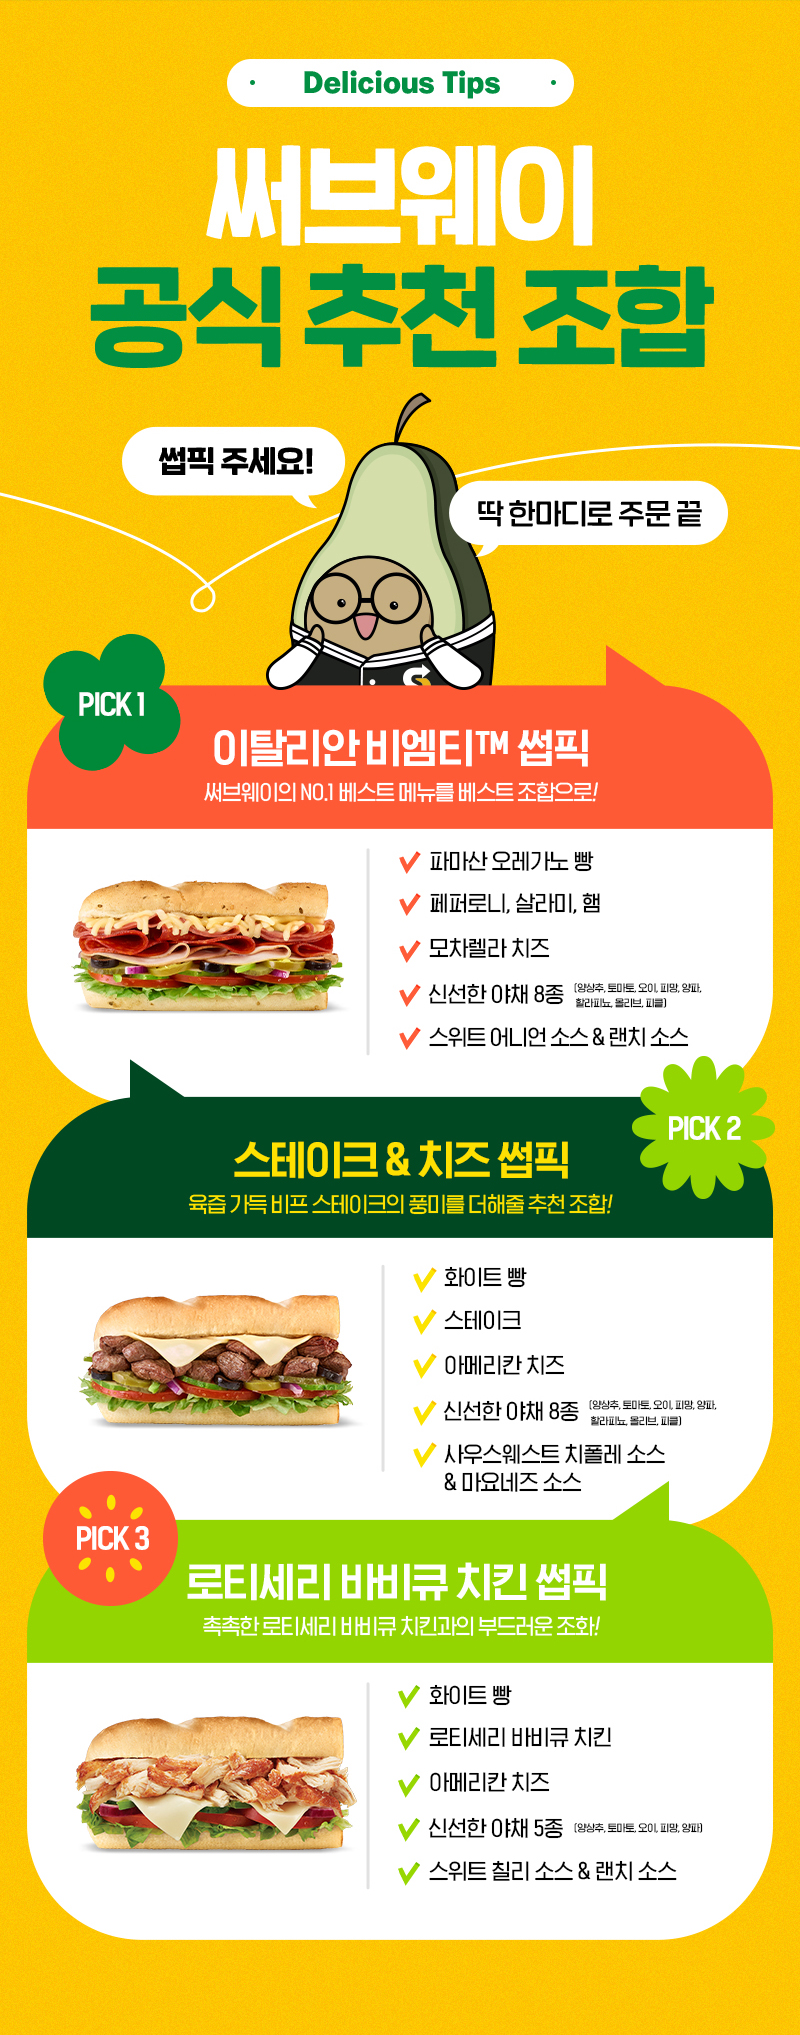 Delicious Tips
써브웨이
공식 추천 조합
썹픽 주세요!
딱 한마디로 주문 끝
PICK 1
이탈리안 비엠티™ 썹픽
써브웨이의 NO.1 베스트 메뉴를 베스트 조합으로!
파마산 오레가노 빵
페퍼로니, 살라미, 햄
모차렐라 치즈
신선한 야채 8종 (양상추, 토마토, 오이, 피망, 양파,
할라피뇨, 올리브, 피클)
스위트 어니언 소스 & 랜치 소스
PICK 2
스테이크 & 치즈 썹픽
육즙 가득 비프 스테이크의 풍미를 더해줄 추천 조합!
화이트 빵
스테이크
아메리칸 치즈
신선한 야채 8종 (양상추, 토마토, 오이, 피망, 양파,
할라피뇨, 올리브, 피클)
사우스웨스트 치폴레 소스
& 마요네즈 소스
PICK 3
로티세리 바비큐 치킨 썹픽
촉촉한 로티세리 바비큐 치킨과의 부드러운 조화!
화이트 빵
로티세리 바비큐 치킨
아메리칸 치즈
신선한 야채 5종 (양상추, 토마토, 오이, 피망, 양파)
스위트 칠리 소스 & 랜치 소스